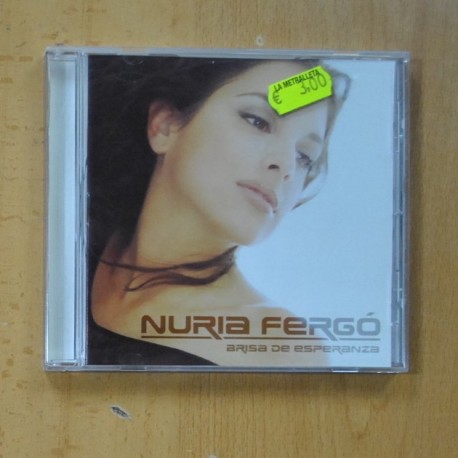 LA METRALLETA
€ 3,00
NURIA FERGÓ
BRISA DE ESPERANZA